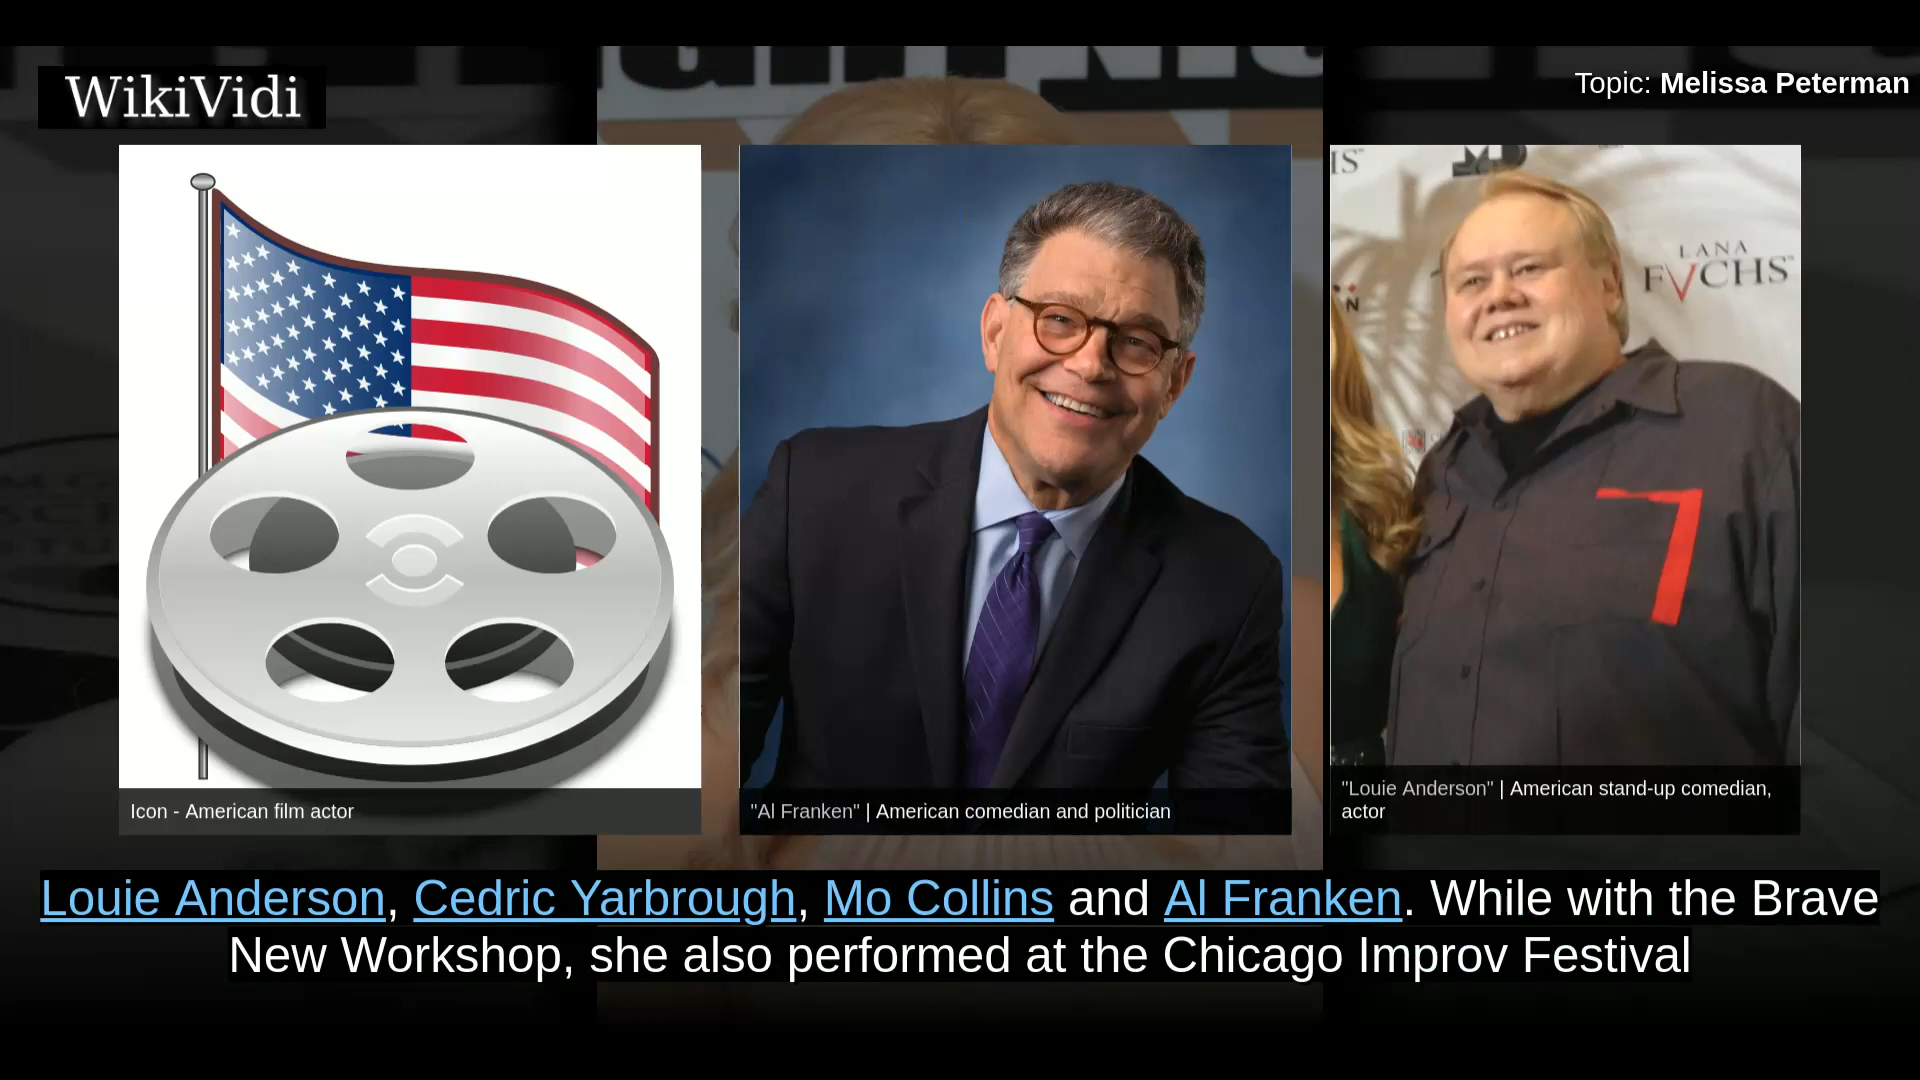 WikiVidi
Topic: Melissa Peterman
LANA
FVCHS
Icon - American film actor
"Al Franken" | American comedian and politician
"Louie Anderson" | American stand-up comedian,
actor
Louie Anderson, Cedric Yarbrough, Mo Collins and Al Franken. While with the Brave
New Workshop, she also performed at the Chicago Improv Festival